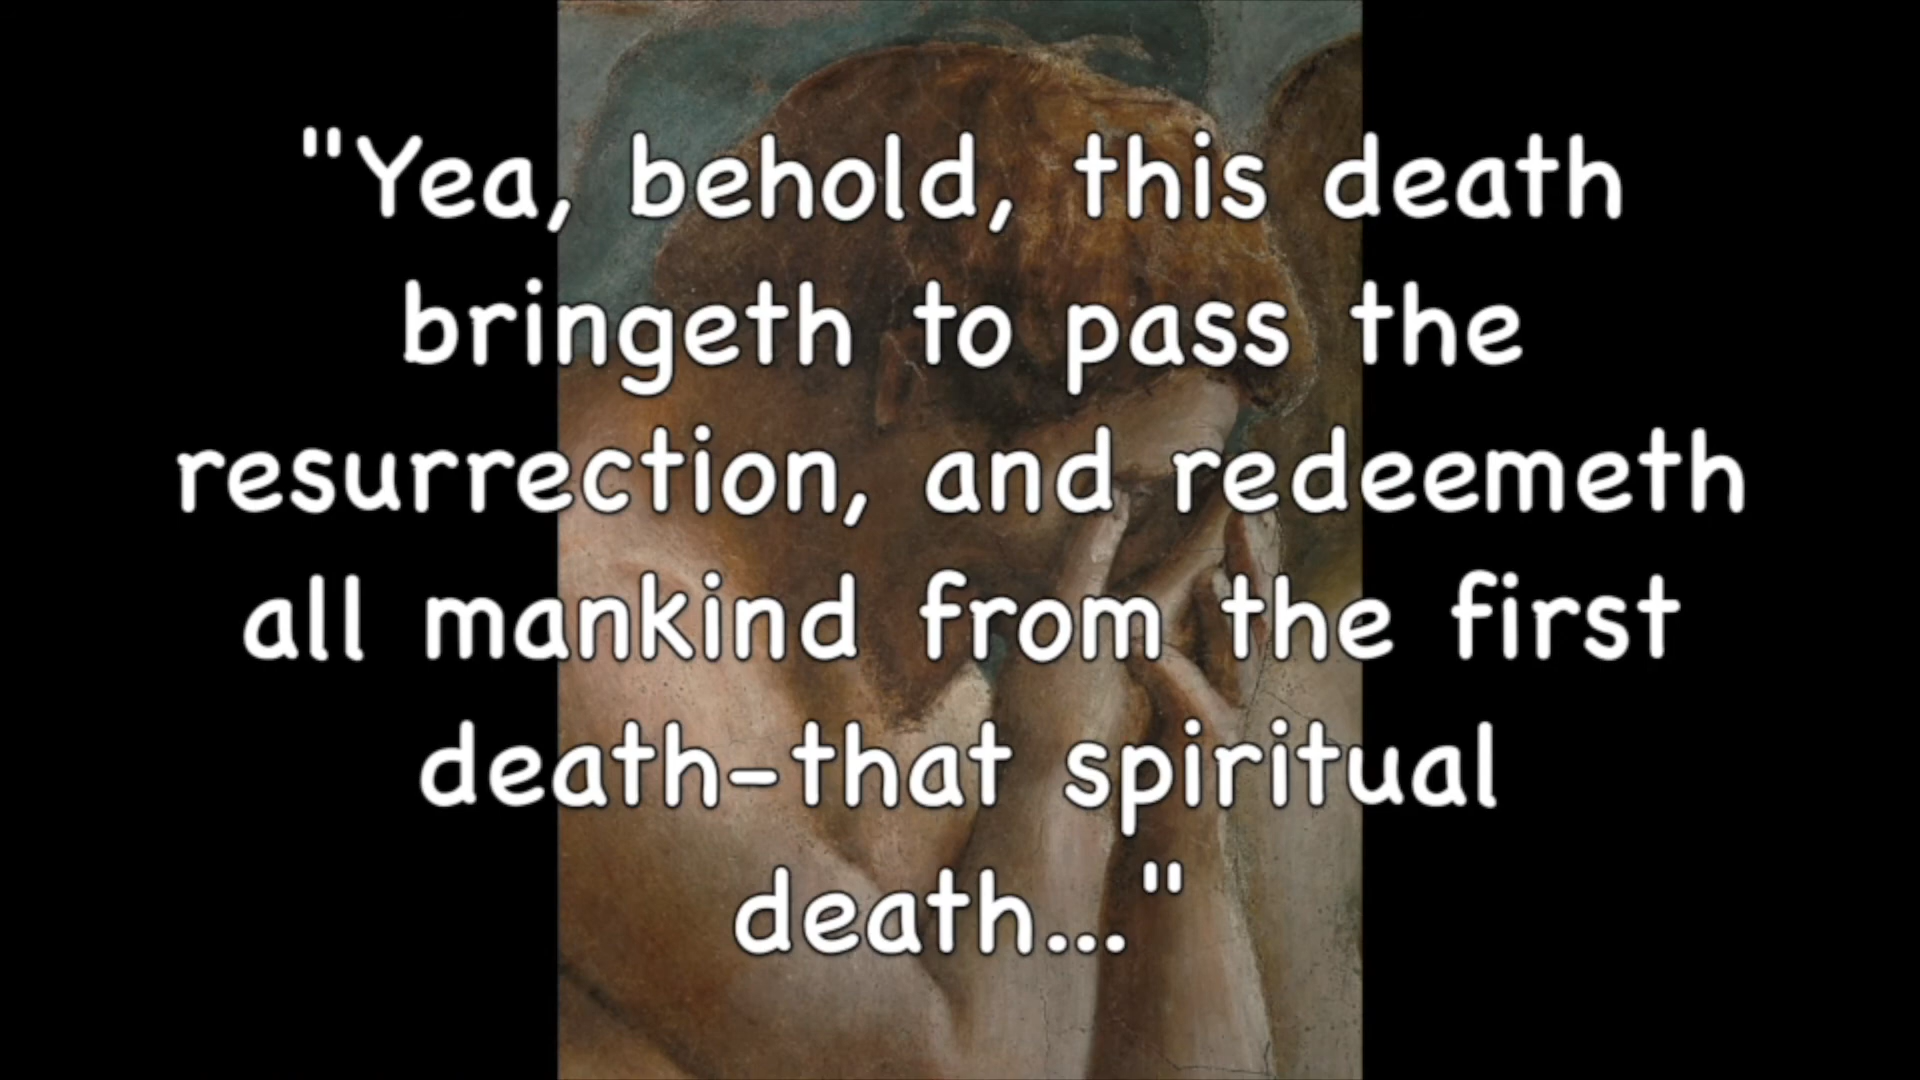 "Yea, behold, this death
bringeth to pass the
resurrection, and redeemeth
all mankind from the first
death-that spiritual
death..."